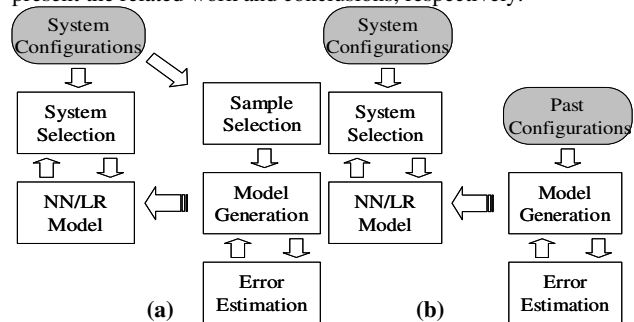 present the related work and conclusions, respectively.
System
Configurations
System
Selection
NN/LR
Model
Sample
Selection
Model
Generation
Error
Estimation
(a)
System
Configurations
System
Selection
NN/LR
Model
Past
Configurations
Model
Generation
Error
Estimation
(b)